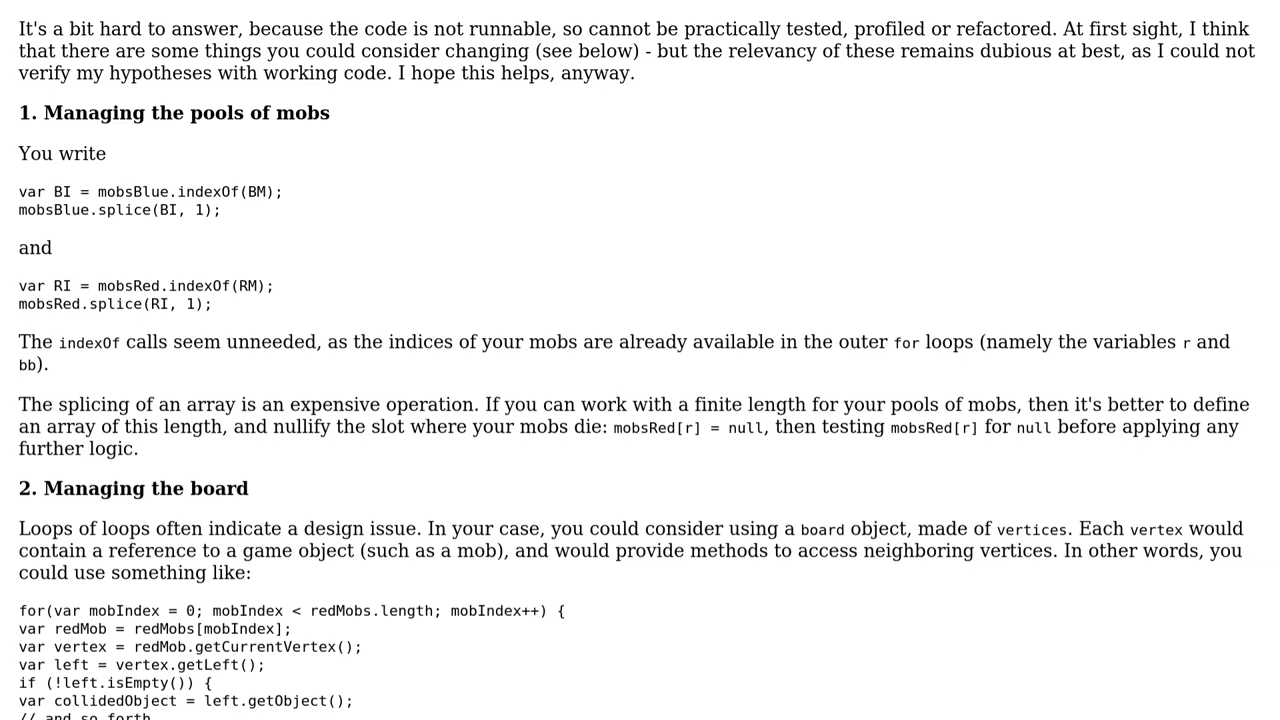 It's a bit hard to answer, because the code is not runnable, so cannot be practically tested, profiled or refactored. At first sight, I think
that there are some things you could consider changing (see below) - but the relevancy of these remains dubious at best, as I could not
verify my hypotheses with working code. I hope this helps, anyway.
1. Managing the pools of mobs
You write
var BI = mobsBlue.indexOf(BM);
mobsBlue.splice(BI, 1);
and
var RI = mobsRed.indexOf(RM);
mobsRed.splice(RI, 1);
The indexOf calls seem unneeded, as the indices of your mobs are already available in the outer for loops (namely the variables r and
bb).
The splicing of an array is an expensive operation. If you can work with a finite length for your pools of mobs, then it's better to define
an array of this length, and nullify the slot where your mobs die: mobsRed[r] = null, then testing mobsRed[r] for null before applying any
further logic.
2. Managing the board
Loops of loops often indicate a design issue. In your case, you could consider using a board object, made of vertices. Each vertex would
contain a reference to a game object (such as a mob), and would provide methods to access neighboring vertices. In other words, you
could use something like:
for(var mobIndex = 0; mobIndex < redMobs.length; mobIndex++) {
var redMob = redMobs[mobIndex];
var vertex = redMob.getCurrentVertex();
var left = vertex.getLeft();
if (!left.isEmpty()) {
var collidedObject = left.getObject();
// and so forth